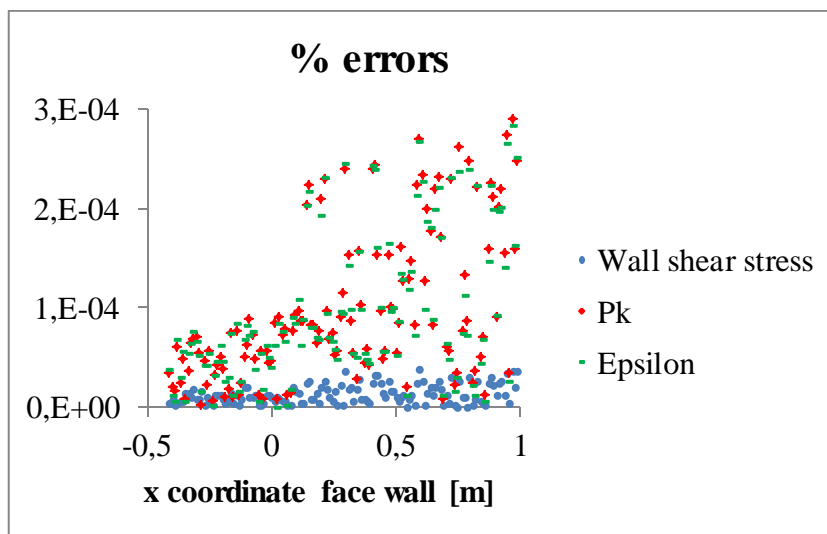 % errors
3,E-04
2,E-04
1,E-04
0,E+00
-0,5
0
0,5
1
x coordinate face wall [m]
Wall shear stress
Pk
Epsilon